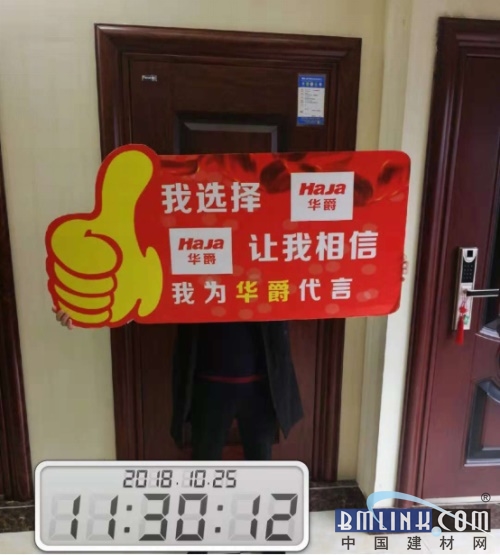 我选择 HaJa 华爵
HaJa 华爵 让我相信
我为华爵代言
2018.10.25
11:30:12
BMLINK.COM
中国建材网